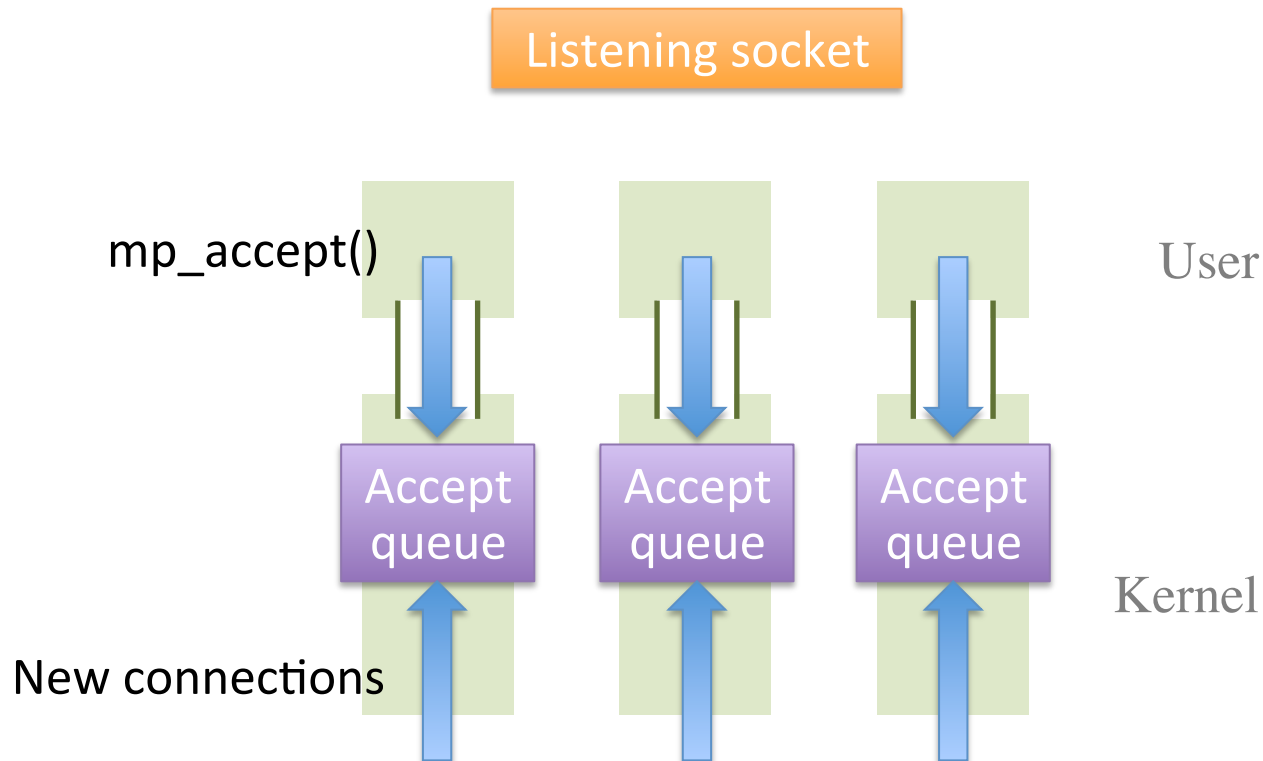 Listening socket
mp_accept()
User
Accept
queue
Accept
queue
Accept
queue
Kernel
New connections